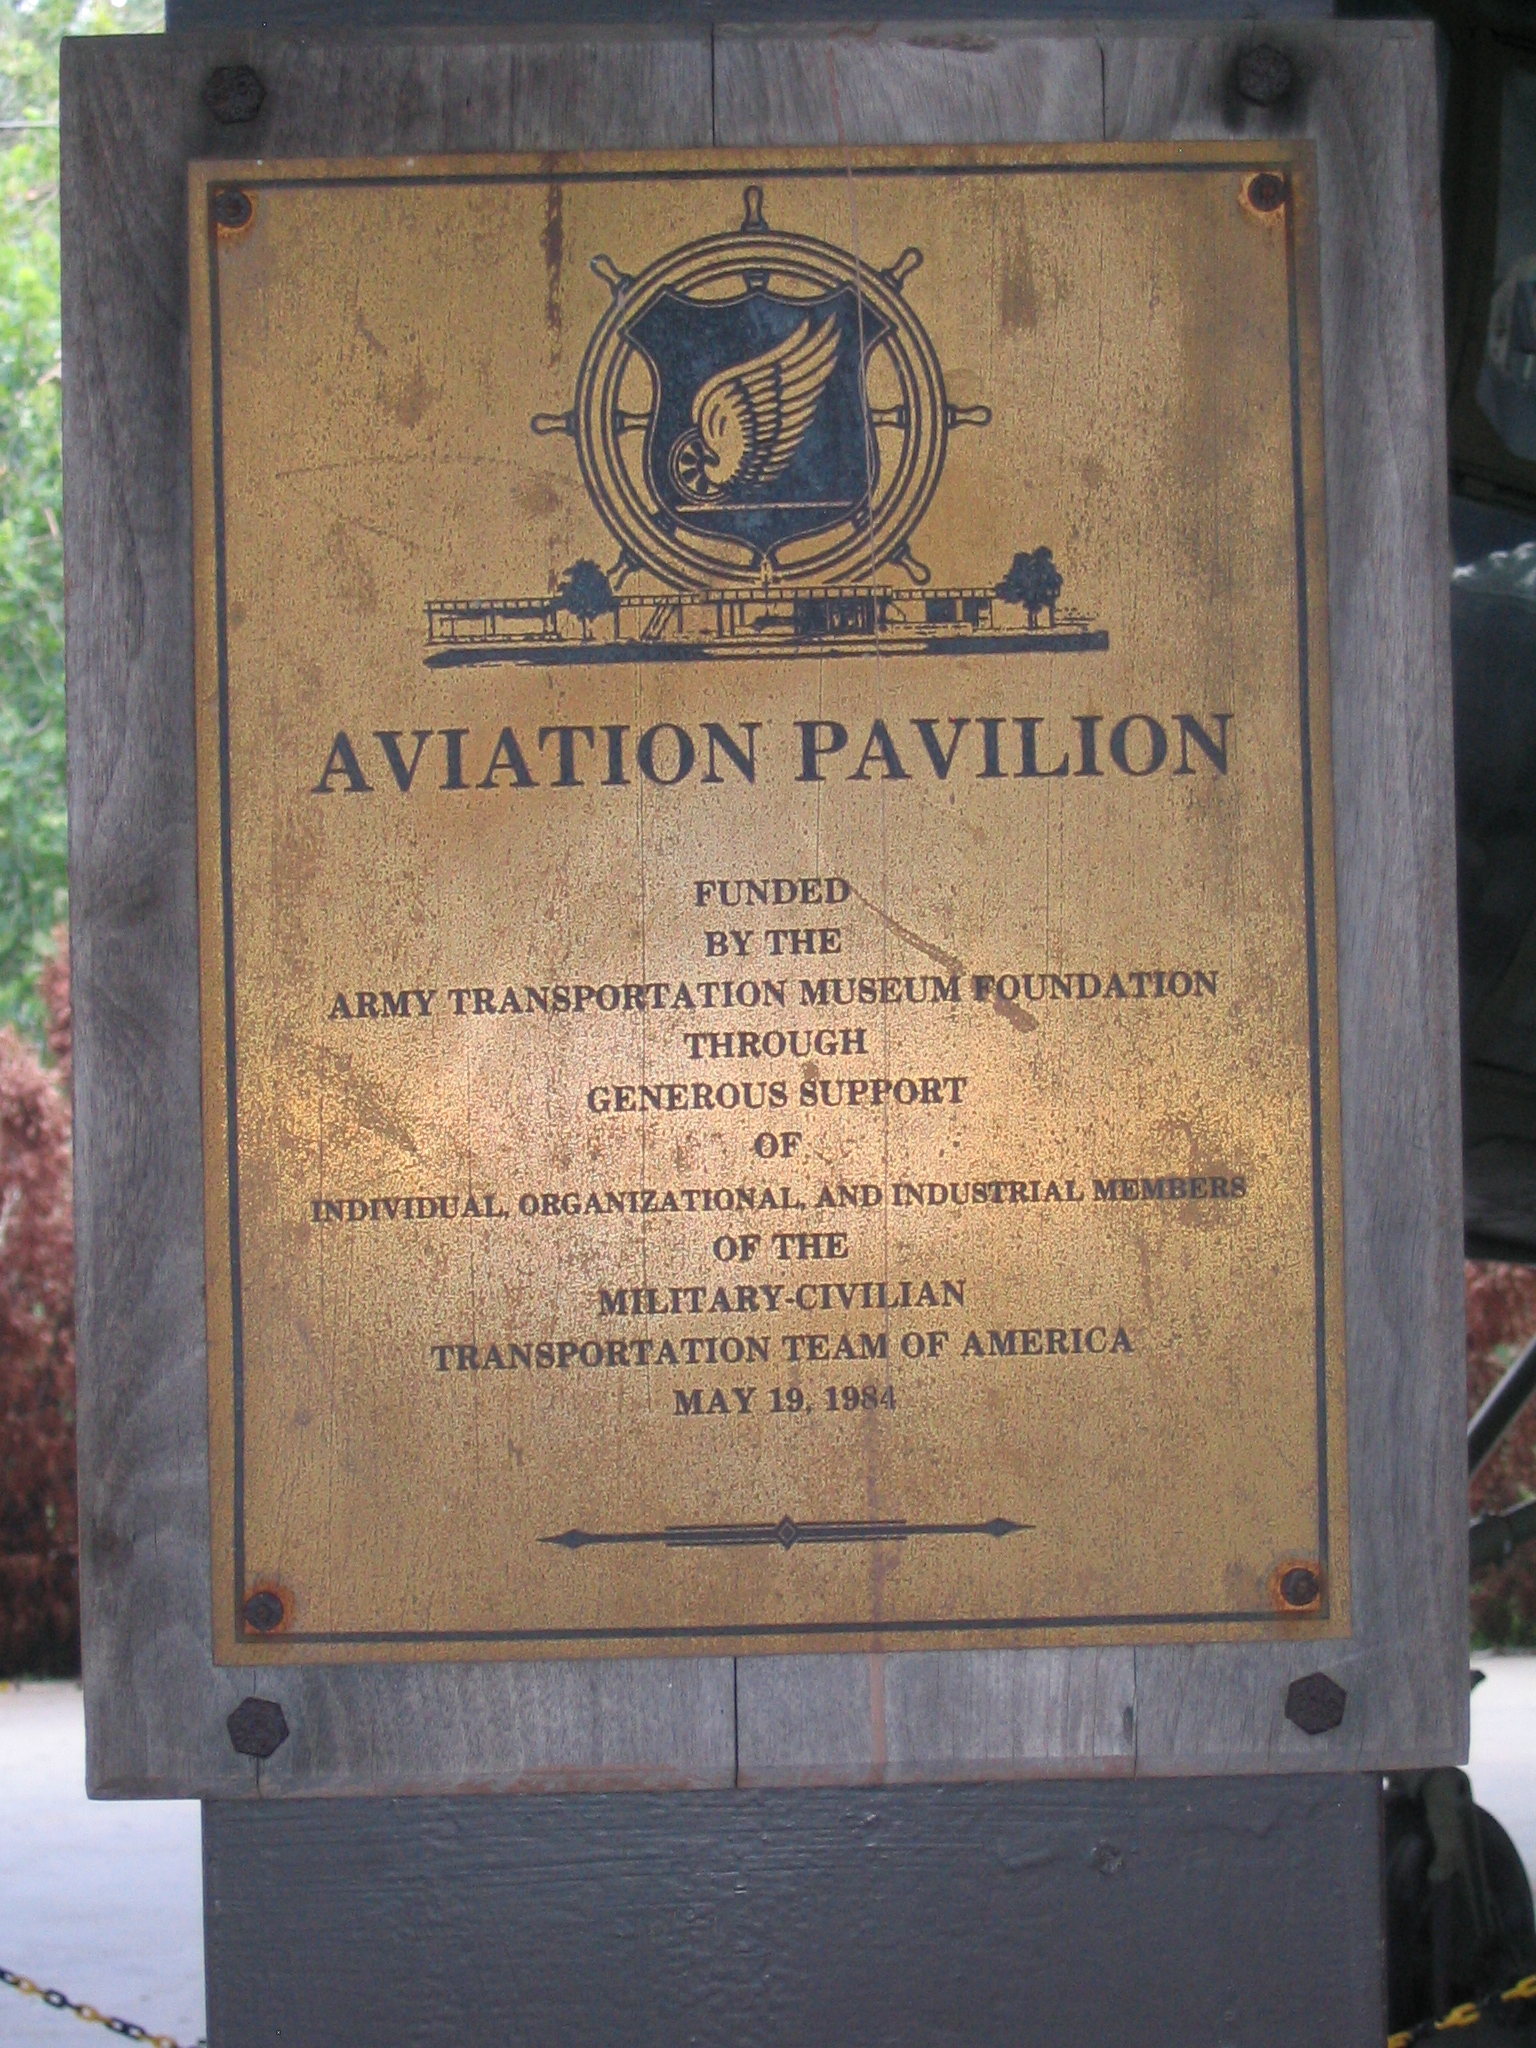 AVIATION PAVILION
FUNDED
BY THE
ARMY TRANSPORTATION MUSEUM FOUNDATION
THROUGH
GENEROUS SUPPORT
OF
INDIVIDUAL, ORGANIZATIONAL, AND INDUSTRIAL MEMBERS
OF THE
MILITARY-CIVILIAN
TRANSPORTATION TEAM OF AMERICA
MAY 19, 1984